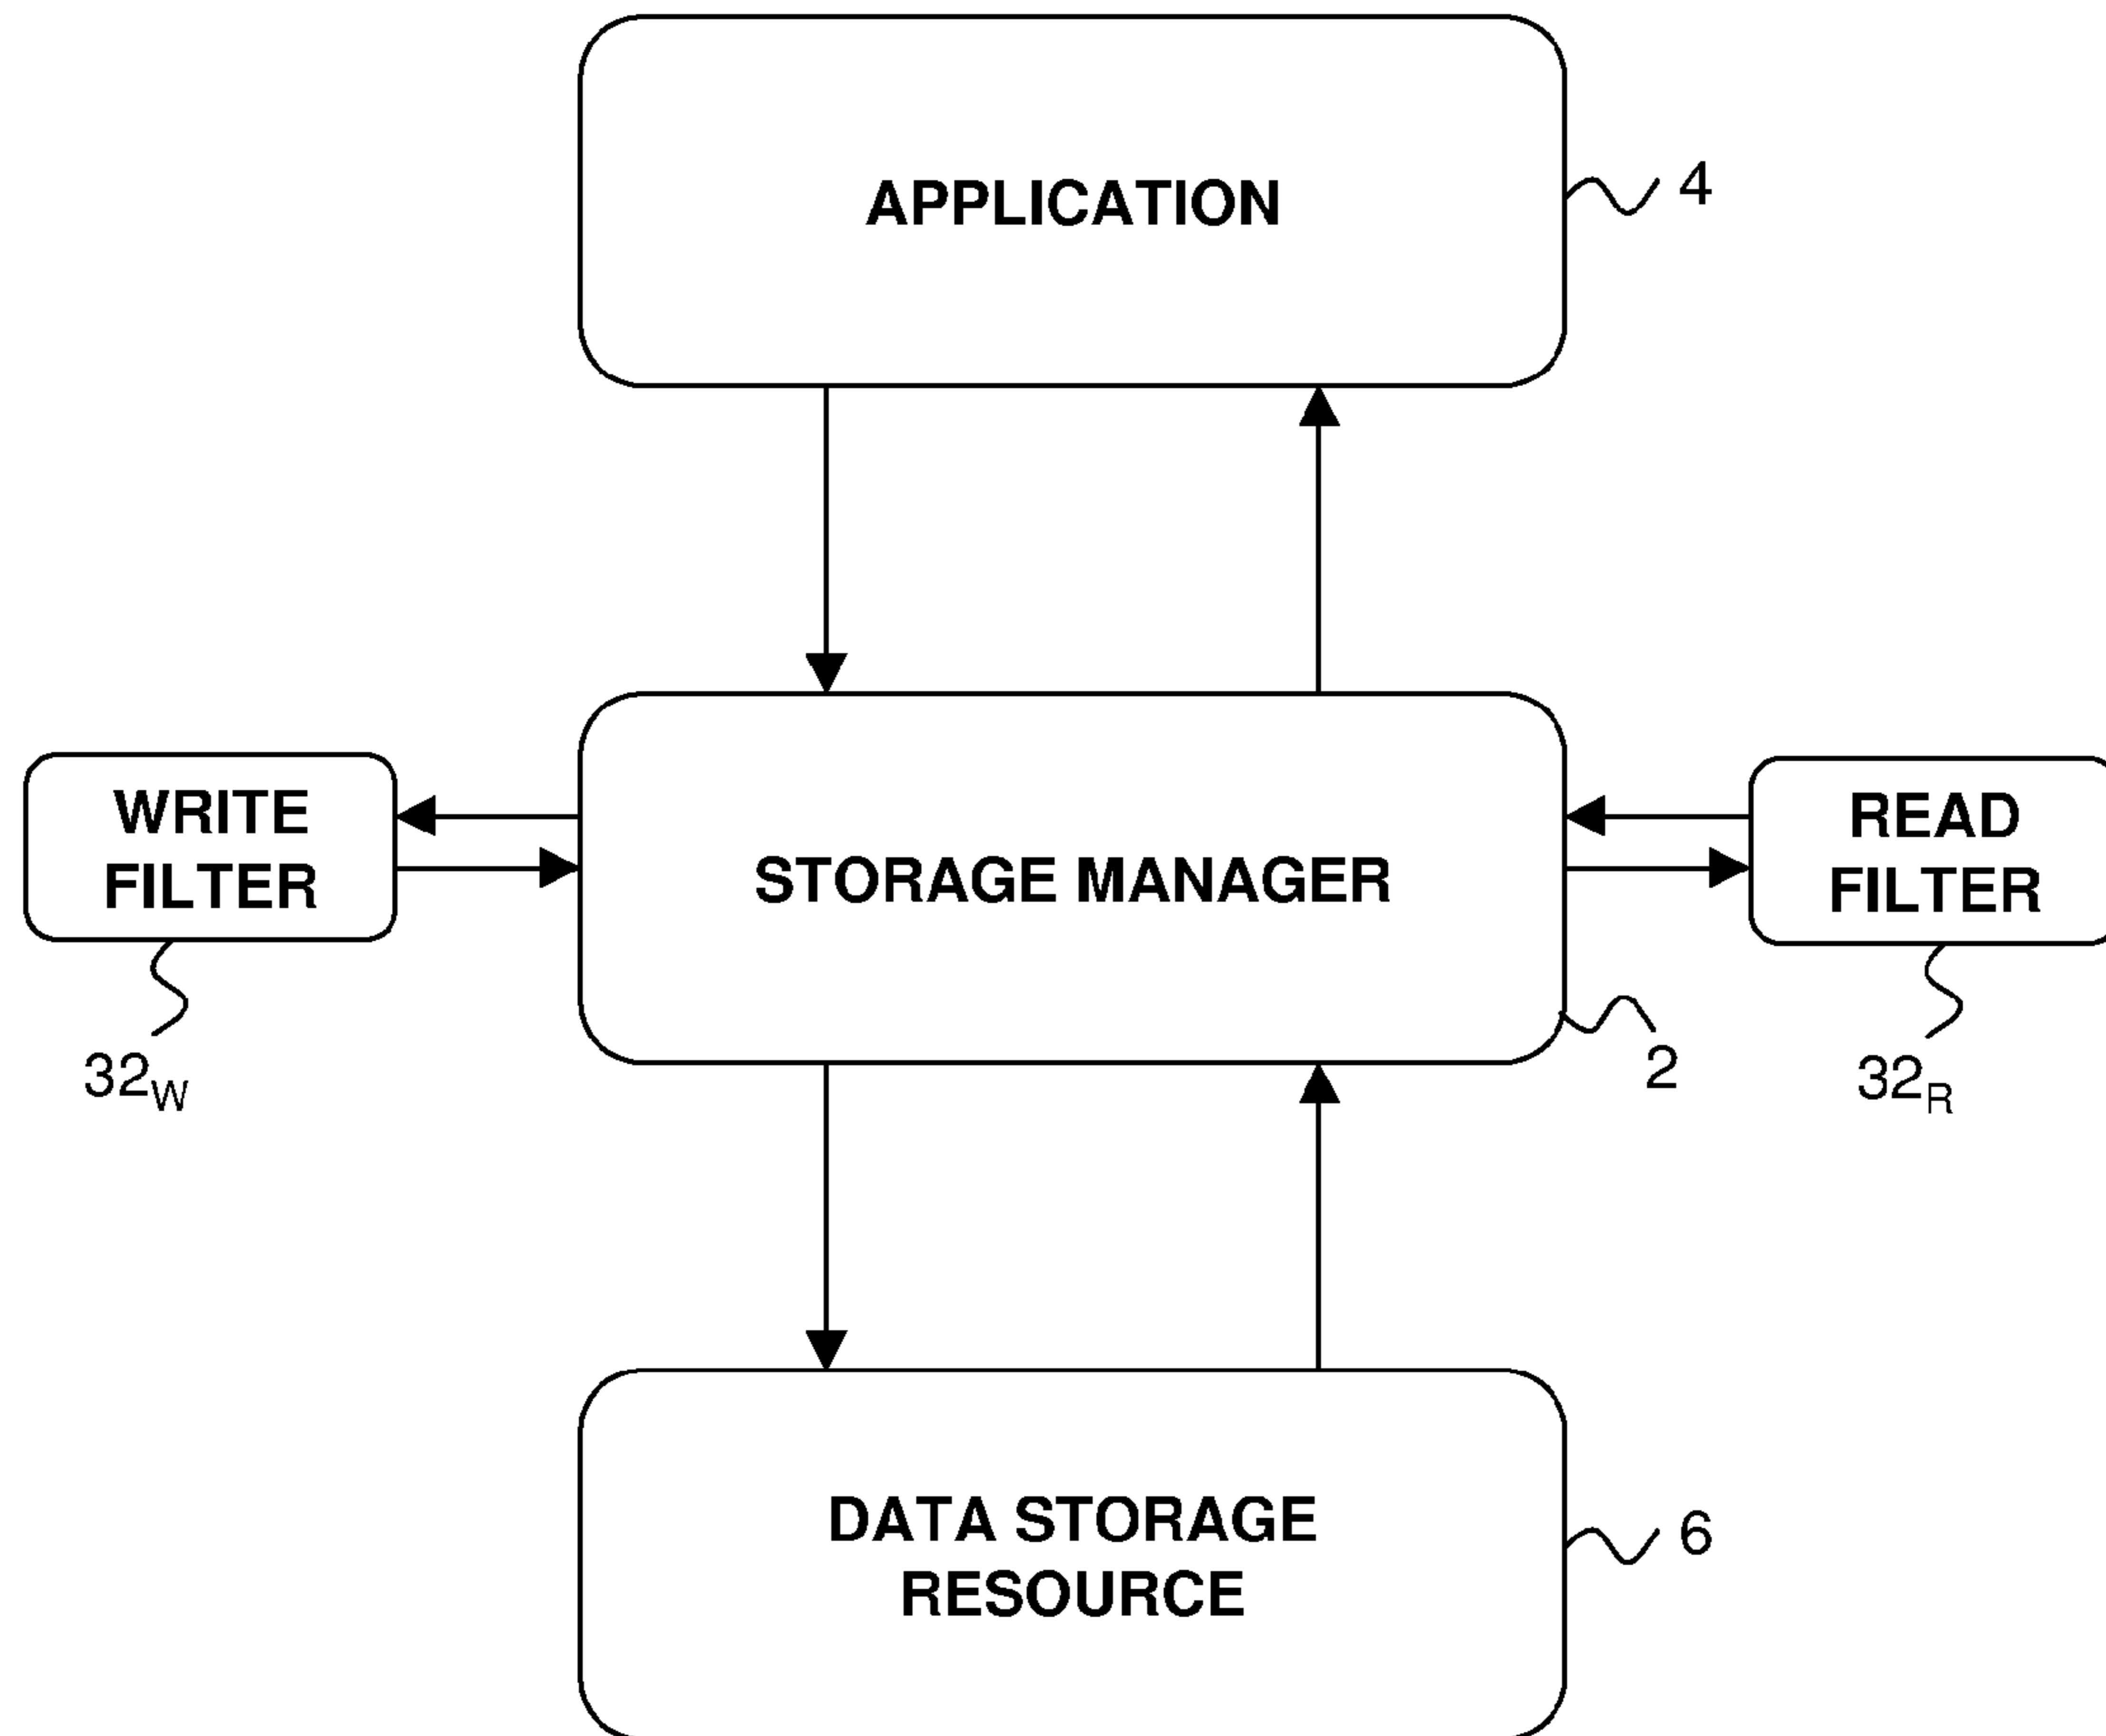 APPLICATION
4
WRITE
FILTER
STORAGE MANAGER
READ
FILTER
32W
2
32R
DATA STORAGE
RESOURCE
6